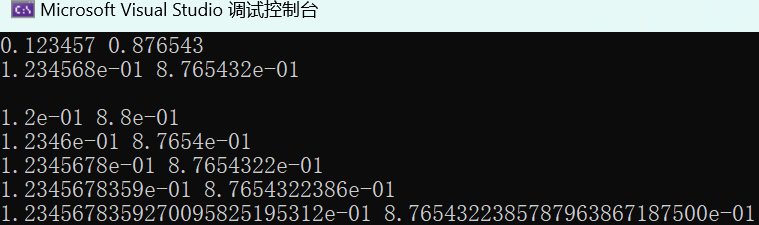 Microsoft Visual Studio 调试控制台
0.123457 0.876543
1.234568e-01 8.765432e-01
1.2e-01 8.8e-01
1.2346e-01 8.7654e-01
1.2345678e-01 8.7654322e-01
1.2345678359e-01 8.7654322386e-01
1.2345678359270095825195312e-01 8.7654322385787963867187500e-01